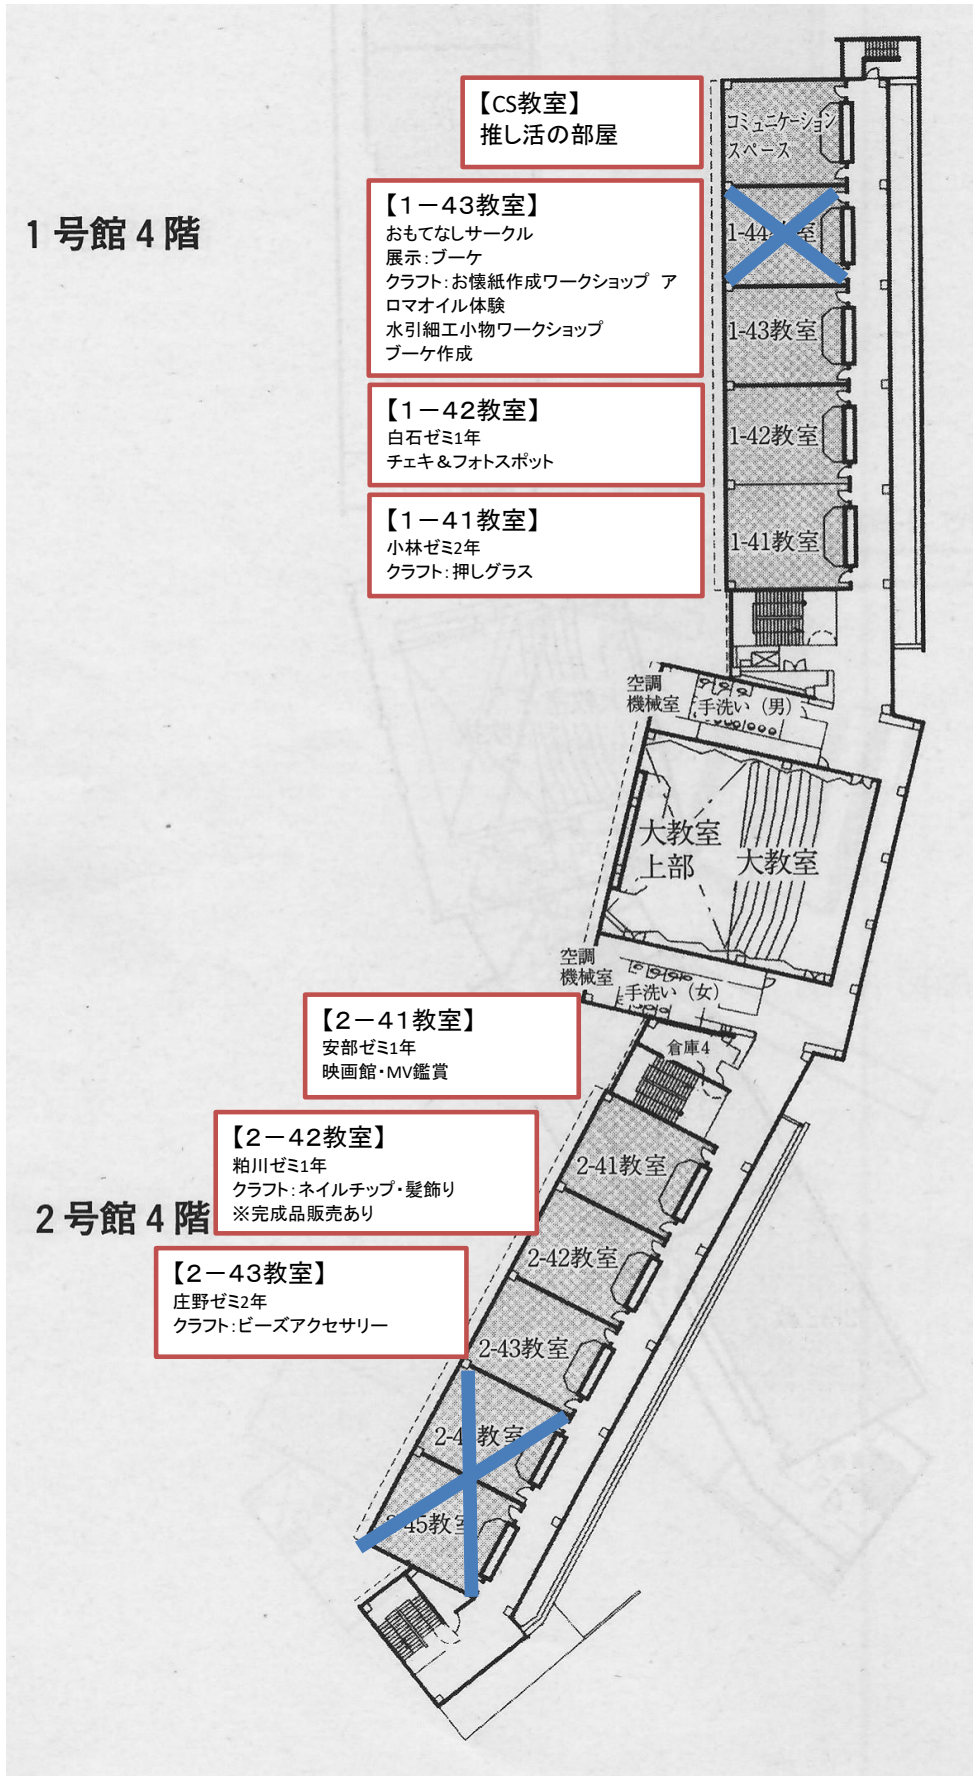 【CS教室】
推し活の部屋
コミュニケーション
スペース
1号館4階
【1－43教室】
おもてなしサークル
展示：ブーケ
クラフト：お懐紙作成ワークショップ　ア
ロマオイル体験
水引細工小物ワークショップ
ブーケ作成
1-44 室
1-43教室
【1－42教室】
白石ゼミ1年
チェキ＆フォトスポット
1-42教室
【1－41教室】
小林ゼミ2年
クラフト：押しグラス
1-41教室
空調
機械室
手洗い（男）
大教室
上部
大教室
空調
機械室
手洗い（女）
【2－41教室】
安部ゼミ1年
映画館・MV鑑賞
倉庫4
2-41教室
【2－42教室】
粕川ゼミ1年
クラフト：ネイルチップ・髪飾り
※完成品販売あり
2号館4階
2-42教室
【2－43教室】
庄野ゼミ2年
クラフト：ビーズアクセサリー
2-43教室
2-4 教室
-45教室